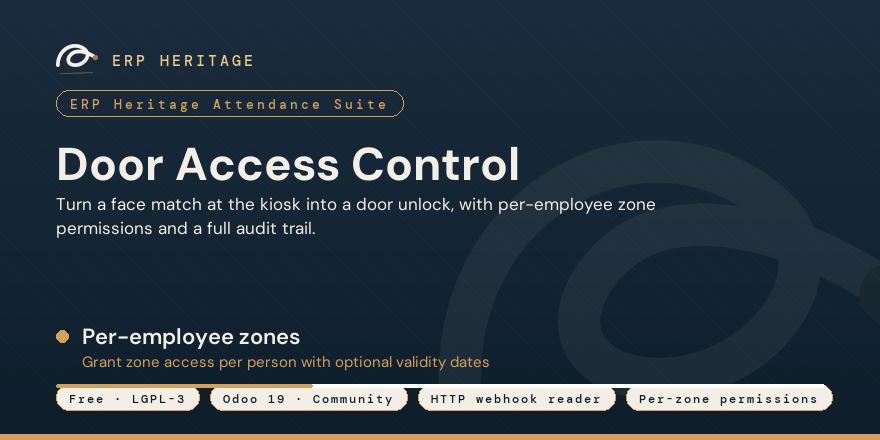 ERP HERITAGE
ERP Heritage Attendance Suite
Door Access Control
Turn a face match at the kiosk into a door unlock, with per-employee zone
permissions and a full audit trail.
Per-employee zones
Grant zone access per person with optional validity dates
Free · LGPL-3
Odoo 19 · Community
HTTP webhook reader
Per-zone permissions